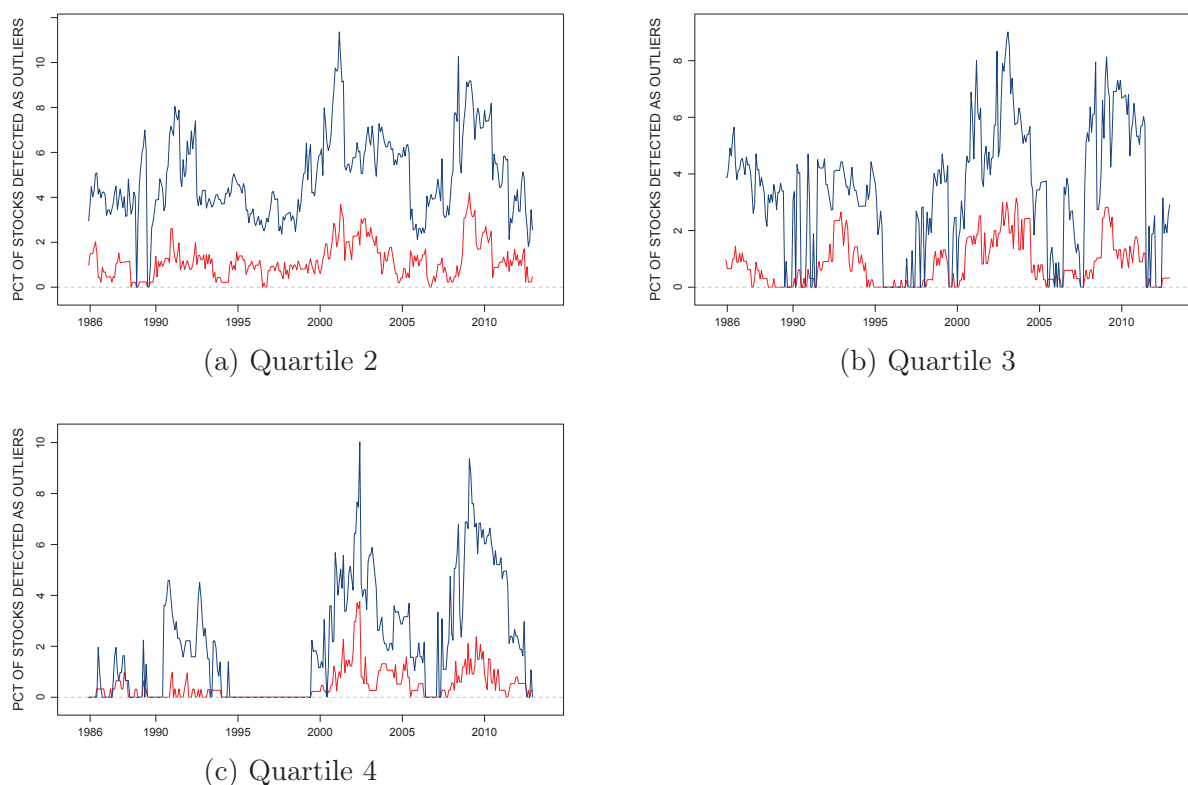 PCT OF STOCKS DETECTED AS OUTLIERS
0 2 4 6 8 10
1986 1990 1995 2000 2005 2010
(a) Quartile 2
PCT OF STOCKS DETECTED AS OUTLIERS
0 2 4 6 8
1986 1990 1995 2000 2005 2010
(b) Quartile 3
PCT OF STOCKS DETECTED AS OUTLIERS
0 2 4 6 8 10
1986 1990 1995 2000 2005 2010
(c) Quartile 4